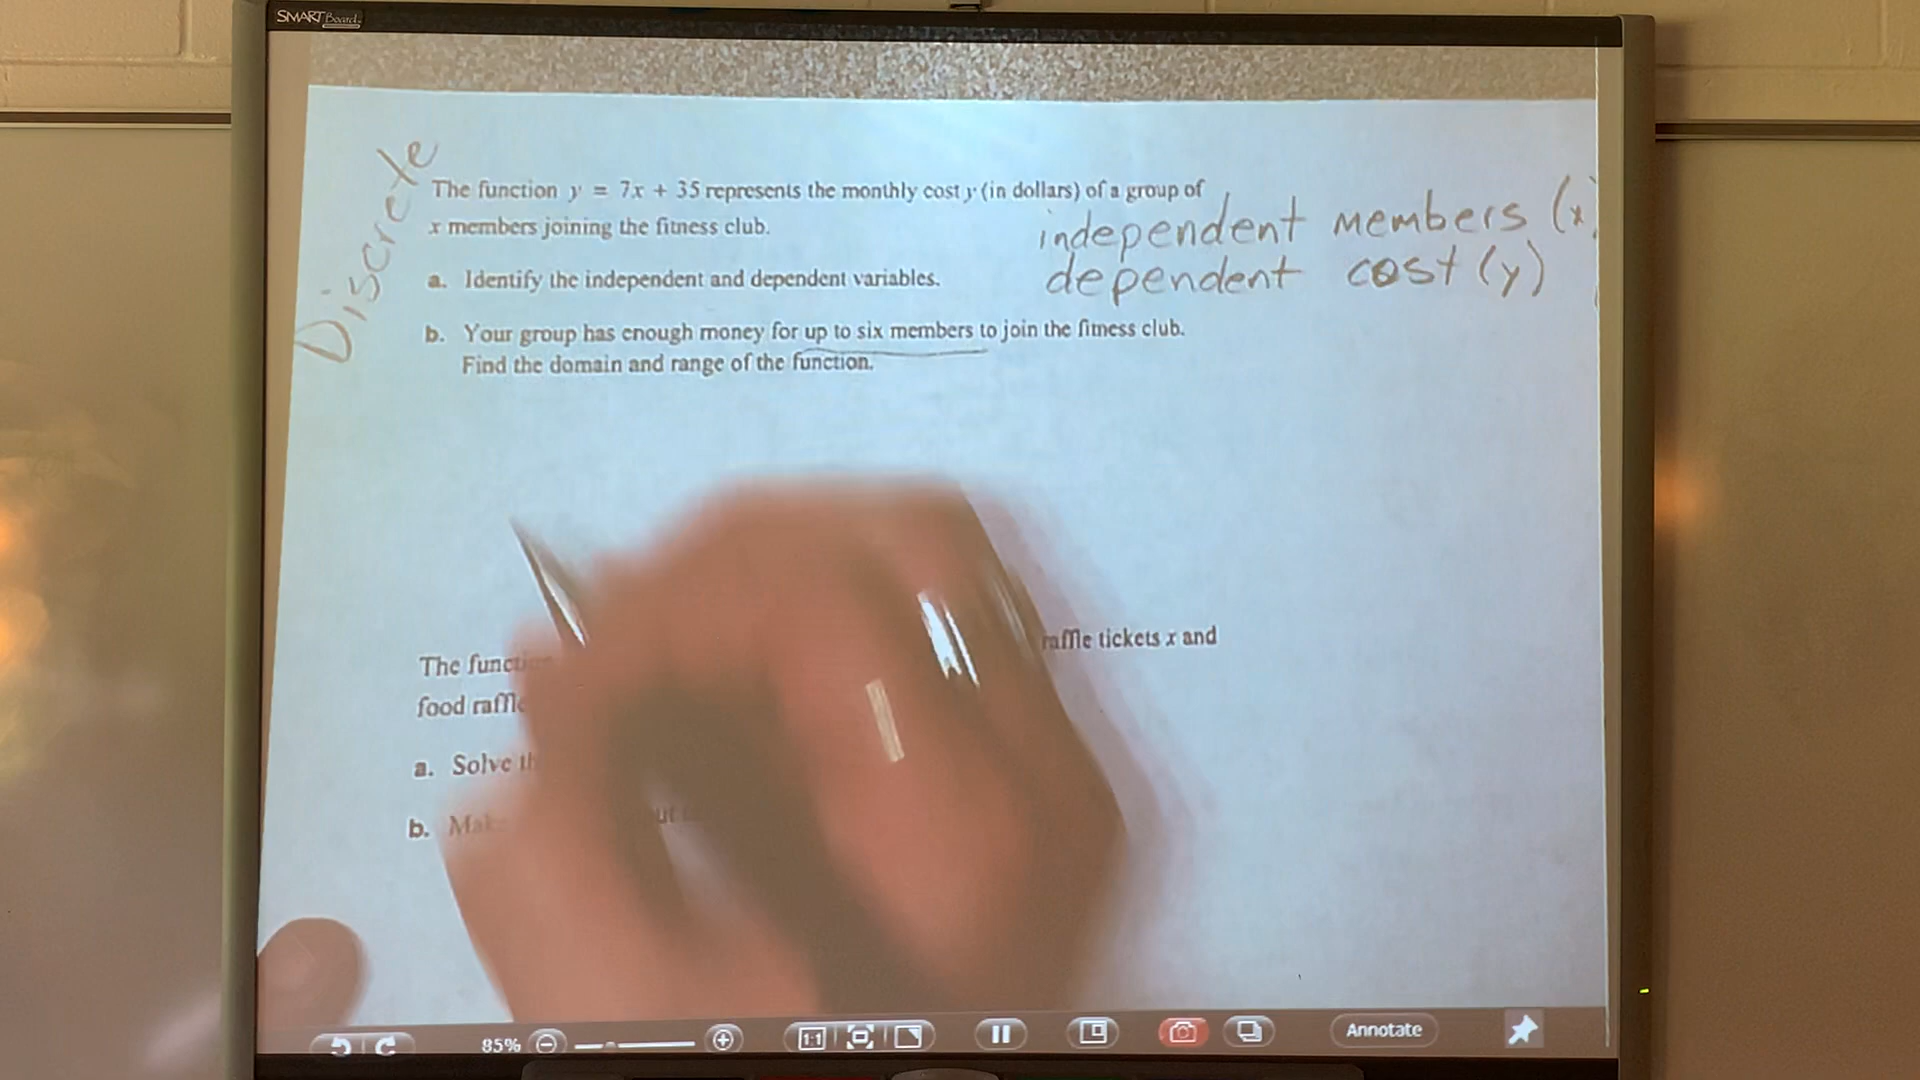 SMART Board
Discrete
The function y = 7x + 35 represents the monthly cost y (in dollars) of a group of
x members joining the fitness club.
independent members (x)
a. Identify the independent and dependent variables.
dependent cost (y)
b. Your group has enough money for up to six members to join the fitness club.
Find the domain and range of the function.
The raffle tickets x and
food
a. Solve
b.
85%
1:1
Annotate